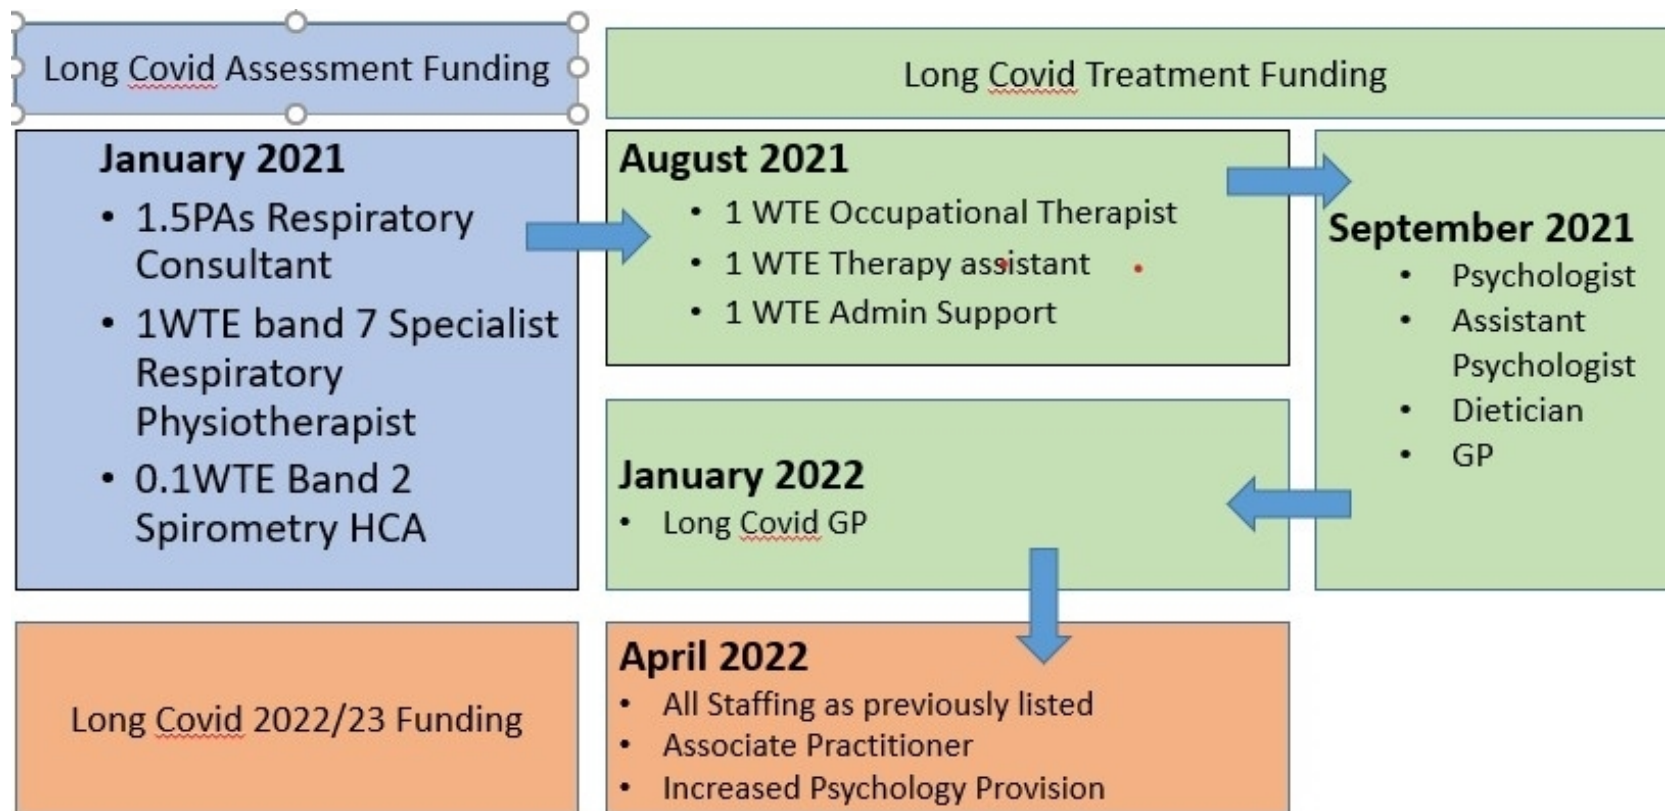 Long Covid Assessment Funding
Long Covid Treatment Funding
January 2021
• 1.5PAs Respiratory
Consultant
• 1WTE band 7 Specialist
Respiratory
Physiotherapist
• 0.1WTE Band 2
Spirometry HCA
August 2021
• 1 WTE Occupational Therapist
• 1 WTE Therapy assistant
• 1 WTE Admin Support
September 2021
• Psychologist
• Assistant
Psychologist
• Dietician
• GP
January 2022
• Long Covid GP
Long Covid 2022/23 Funding
April 2022
• All Staffing as previously listed
• Associate Practitioner
• Increased Psychology Provision